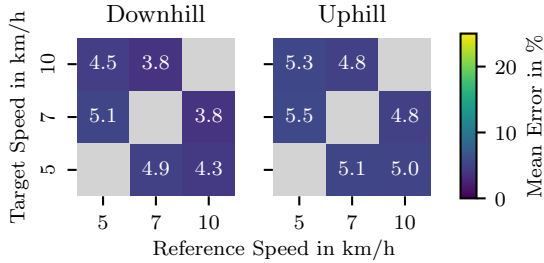 Downhill Uphill
Target Speed in km/h
10 4.5 3.8 5.3 4.8
7 5.1 3.8 5.5 4.8
5 4.9 4.3 5.1 5.0
5 7 10 5 7 10
Reference Speed in km/h
20
10
0
Mean Error in %